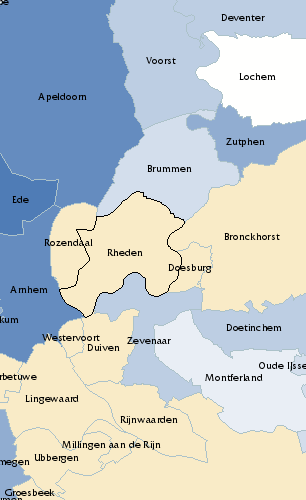 Deventer
Voorst
Lochem
Apeldoorn
Zutphen
Brummen
Ede
Bronckhorst
Rozendaal
Rheden
Doesburg
Arnhem
kum
Doetinchem
Westervoort
Duiven
Zevenaar
Oude IJsse
rbetuwe
Montferland
Lingewaard
Rijnwaarden
Millingen aan de Rijn
Ubbergen
megen
Groesbeek